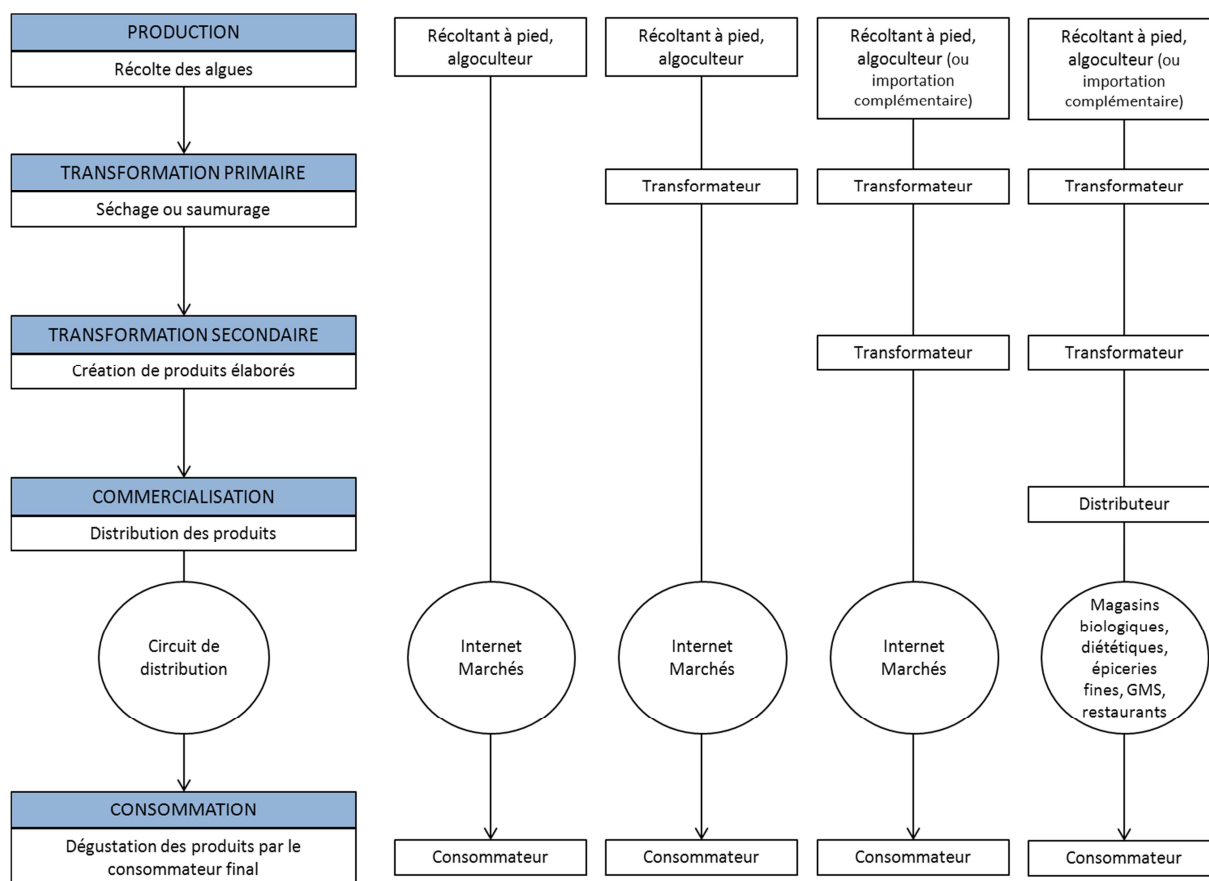 PRODUCTION
Récolte des algues
TRANSFORMATION PRIMAIRE
Séchage ou saumurage
TRANSFORMATION SECONDAIRE
Création de produits élaborés
COMMERCIALISATION
Distribution des produits
Circuit de
distribution
CONSOMMATION
Dégustation des produits par le
consommateur final
Récoltant à pied,
algoculteur
Internet
Marchés
Consommateur
Récoltant à pied,
algoculteur
Transformateur
Internet
Marchés
Consommateur
Récoltant à pied,
algoculteur (ou
importation
complémentaire)
Transformateur
Transformateur
Internet
Marchés
Consommateur
Récoltant à pied,
algoculteur (ou
importation
complémentaire)
Transformateur
Transformateur
Distributeur
Magasins
biologiques,
diététiques,
épiceries
fines, GMS,
restaurants
Consommateur